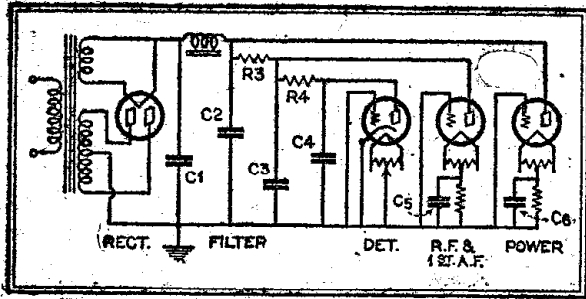 R3
R4
C2
C4
C1
C3
C5
C6
RECT.
FILTER
DET.
R.F. &
1ST. A.F.
POWER